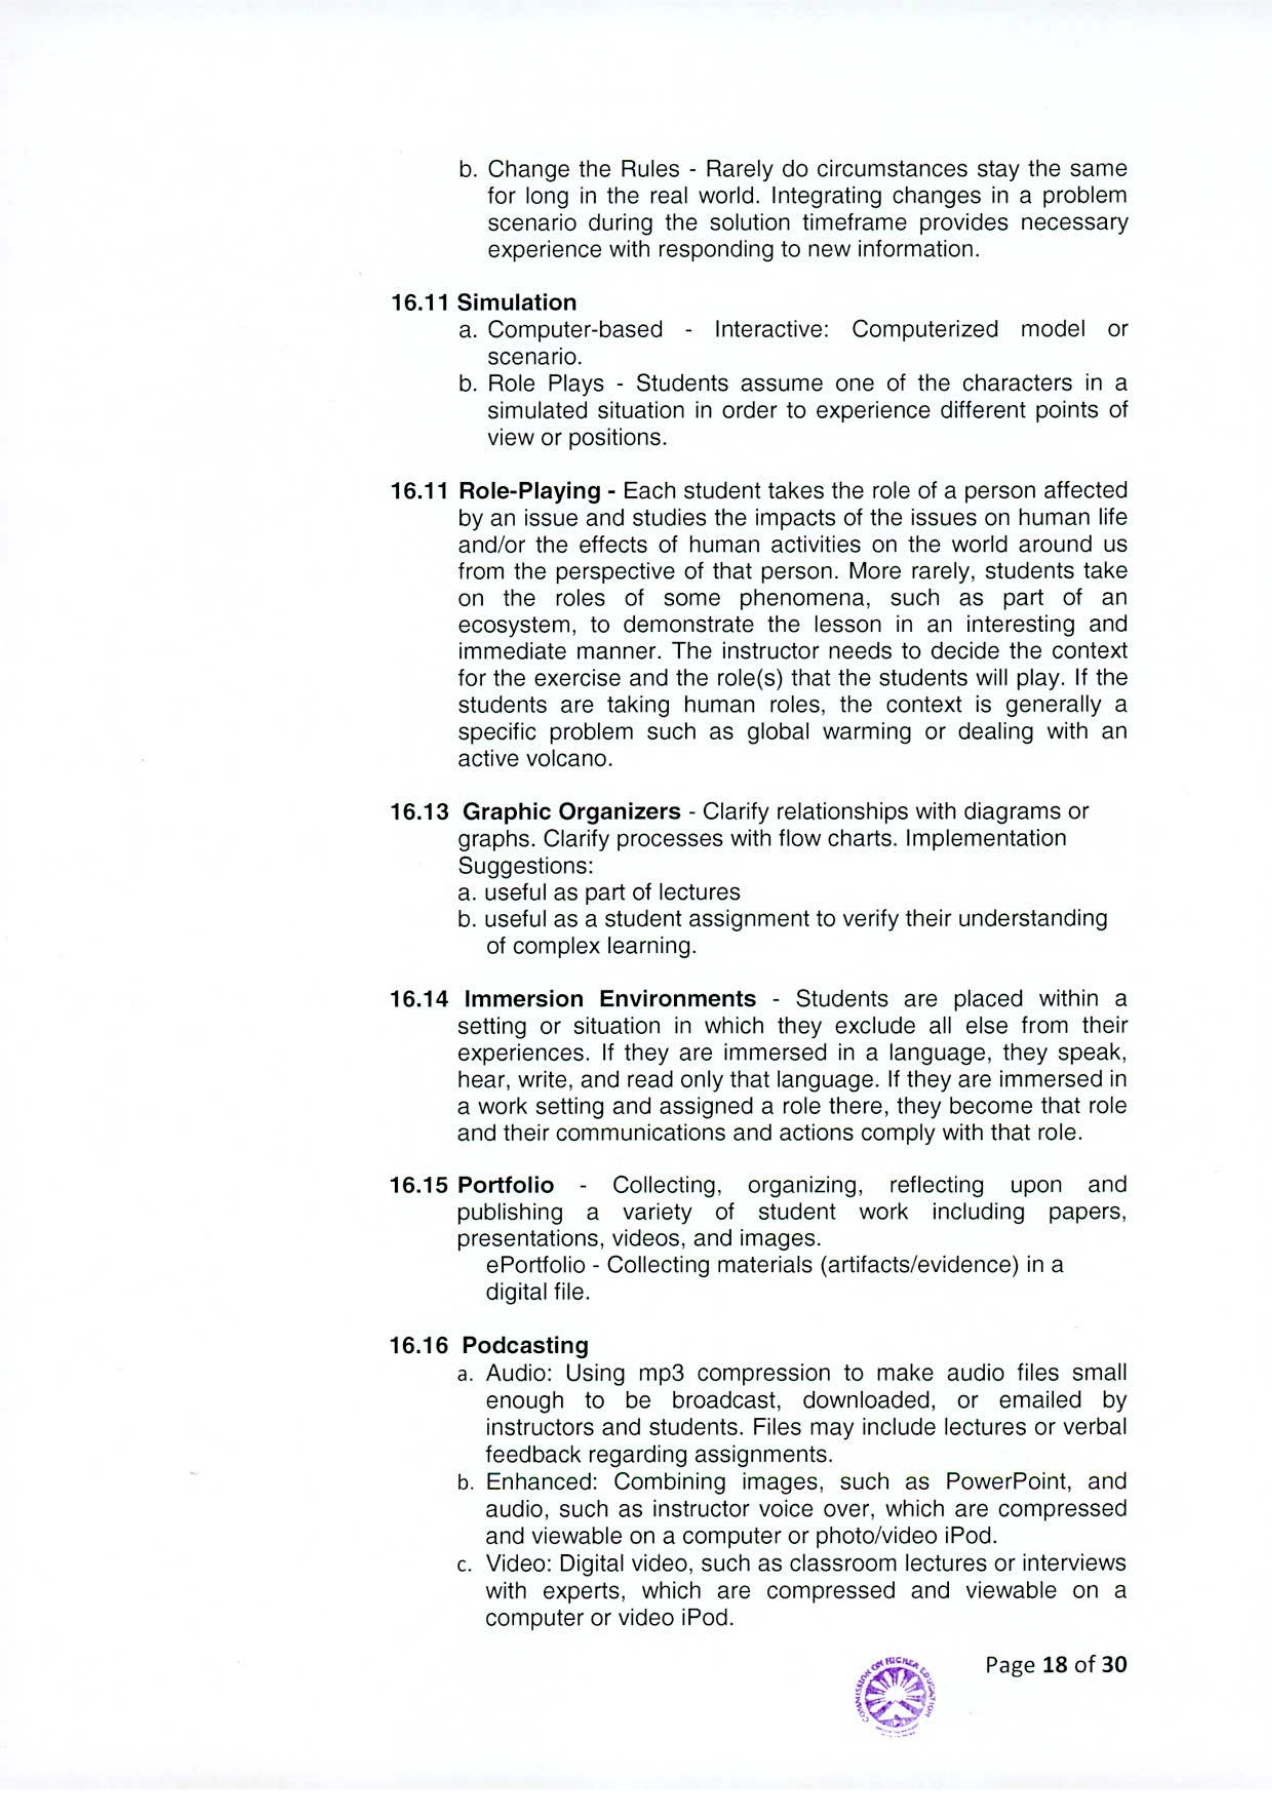 b. Change the Rules - Rarely do circumstances stay the same
for long in the real world. Integrating changes in a problem
scenario during the solution timeframe provides necessary
experience with responding to new information.
16.11 Simulation
a. Computer-based - Interactive: Computerized model or
scenario.
b. Role Plays - Students assume one of the characters in a
simulated situation in order to experience different points of
view or positions.
16.11 Role-Playing - Each student takes the role of a person affected
by an issue and studies the impacts of the issues on human life
and/or the effects of human activities on the world around us
from the perspective of that person. More rarely, students take
on the roles of some phenomena, such as part of an
ecosystem, to demonstrate the lesson in an interesting and
immediate manner. The instructor needs to decide the context
for the exercise and the role(s) that the students will play. If the
students are taking human roles, the context is generally a
specific problem such as global warming or dealing with an
active volcano.
16.13 Graphic Organizers - Clarify relationships with diagrams or
graphs. Clarify processes with flow charts. Implementation
Suggestions:
a. useful as part of lectures
b. useful as a student assignment to verify their understanding
of complex learning.
16.14 Immersion Environments - Students are placed within a
setting or situation in which they exclude all else from their
experiences. If they are immersed in a language, they speak,
hear, write, and read only that language. If they are immersed in
a work setting and assigned a role there, they become that role
and their communications and actions comply with that role.
16.15 Portfolio - Collecting, organizing, reflecting upon and
publishing a variety of student work including papers,
presentations, videos, and images.
ePortfolio - Collecting materials (artifacts/evidence) in a
digital file.
16.16 Podcasting
a. Audio: Using mp3 compression to make audio files small
enough to be broadcast, downloaded, or emailed by
instructors and students. Files may include lectures or verbal
feedback regarding assignments.
b. Enhanced: Combining images, such as PowerPoint, and
audio, such as instructor voice over, which are compressed
and viewable on a computer or photo/video iPod.
c. Video: Digital video, such as classroom lectures or interviews
with experts, which are compressed and viewable on a
computer or video iPod.
Page 18 of 30
COMMISSION ON HIGHER EDUCATION